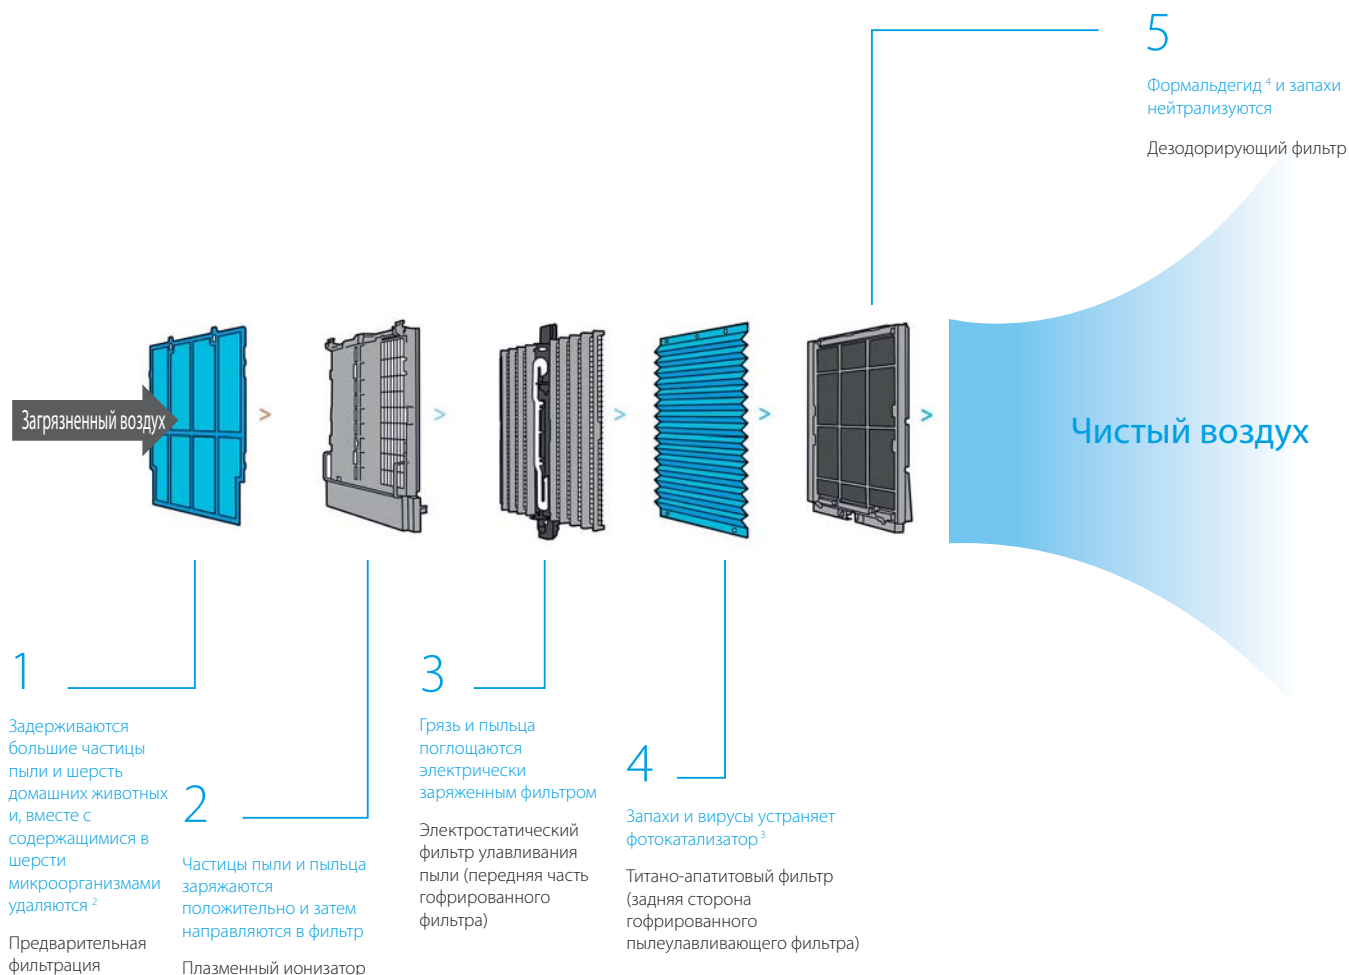 5
Формальдегид 4 и запахи
нейтрализуются
Дезодорирующий фильтр
Загрязненный воздух
>
>
>
>
>
Чистый воздух
1
Задерживаются
большие частицы
пыли и шерсть
домашних животных
и, вместе с
содержащимися в
шерсти
микроорганизмами
удаляются 2
Предварительная
фильтрация
2
Частицы пыли и пыльца
заряжаются
положительно и затем
направляются в фильтр
Плазменный ионизатор
3
Грязь и пыльца
поглощаются
электрически
заряженным фильтром
Электростатический
фильтр улавливания
пыли (передняя часть
гофрированного
фильтра)
4
Запахи и вирусы устраняет
фотокатализатор 3
Титано-апатитовый фильтр
(задняя сторона
гофрированного
пылеулавливающего фильтра)